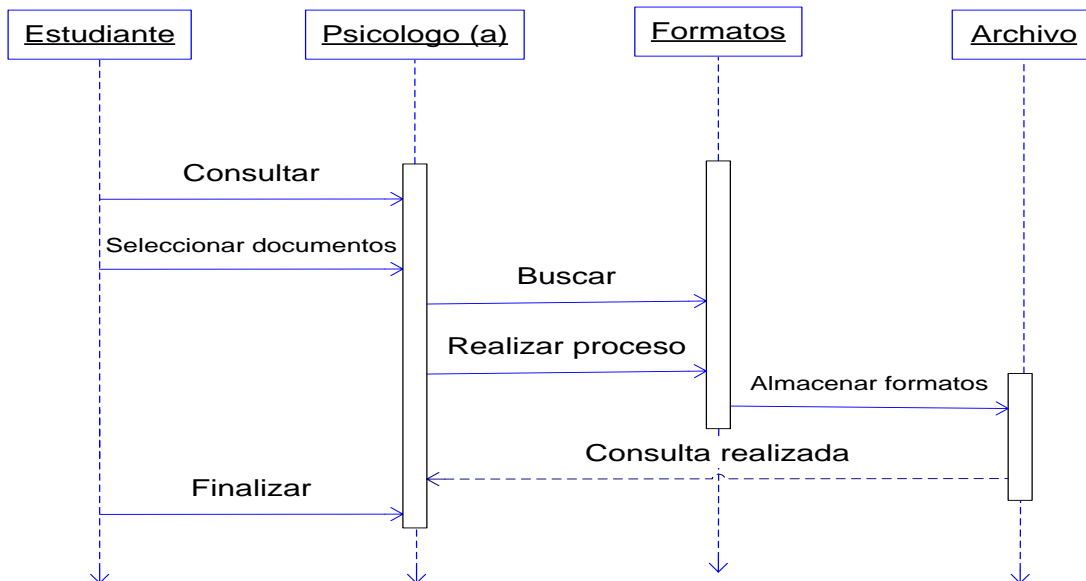 Estudiante
Psicologo (a)
Formatos
Archivo
Consultar
Seleccionar documentos
Buscar
Realizar proceso
Almacenar formatos
Consulta realizada
Finalizar